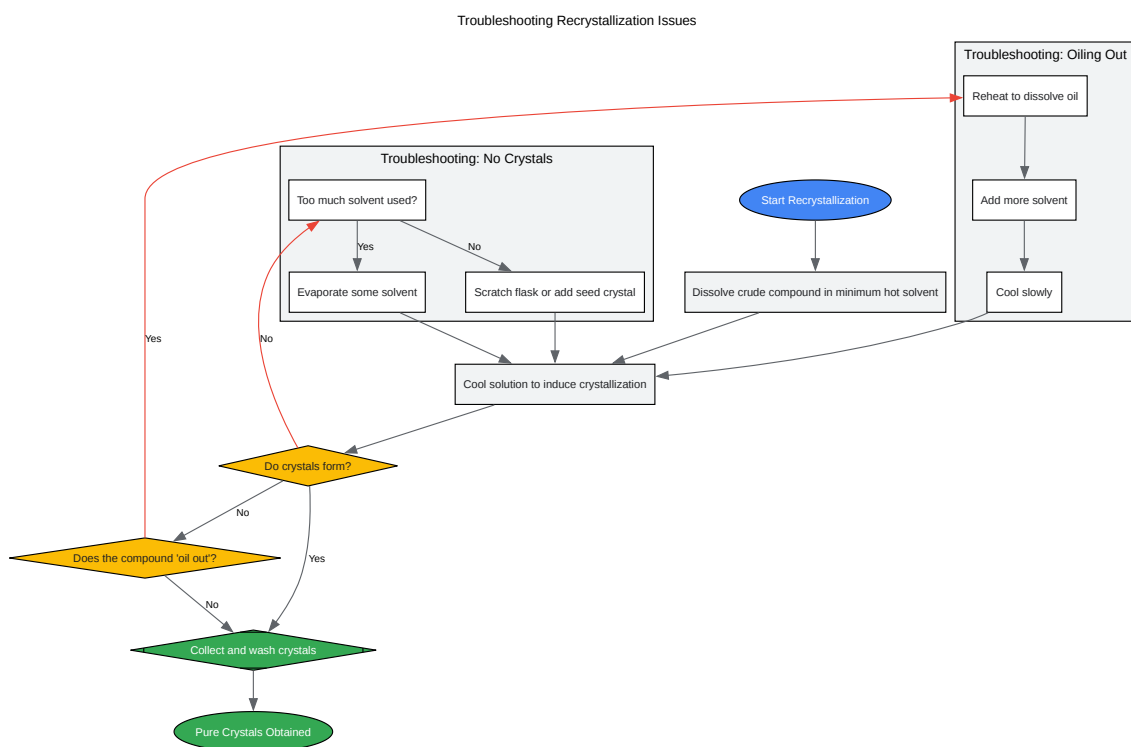 Troubleshooting Recrystallization Issues
Troubleshooting: Oiling Out
Reheat to dissolve oil
Troubleshooting: No Crystals
Too much solvent used?
Start Recrystallization
Add more solvent
Yes
No
Evaporate some solvent
Scratch flask or add seed crystal
Dissolve crude compound in minimum hot solvent
Cool slowly
Yes
No
Cool solution to induce crystallization
Do crystals form?
No
Does the compound 'oil out'?
Yes
No
Collect and wash crystals
Pure Crystals Obtained